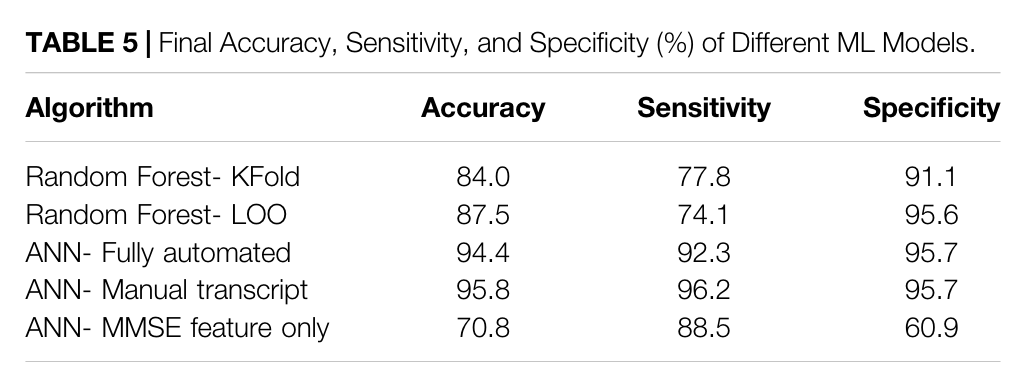 TABLE 5 | Final Accuracy, Sensitivity, and Specificity (%) of Different ML Models.
Algorithm Accuracy Sensitivity Specificity
Random Forest- KFold 84.0 77.8 91.1
Random Forest- LOO 87.5 74.1 95.6
ANN- Fully automated 94.4 92.3 95.7
ANN- Manual transcript 95.8 96.2 95.7
ANN- MMSE feature only 70.8 88.5 60.9